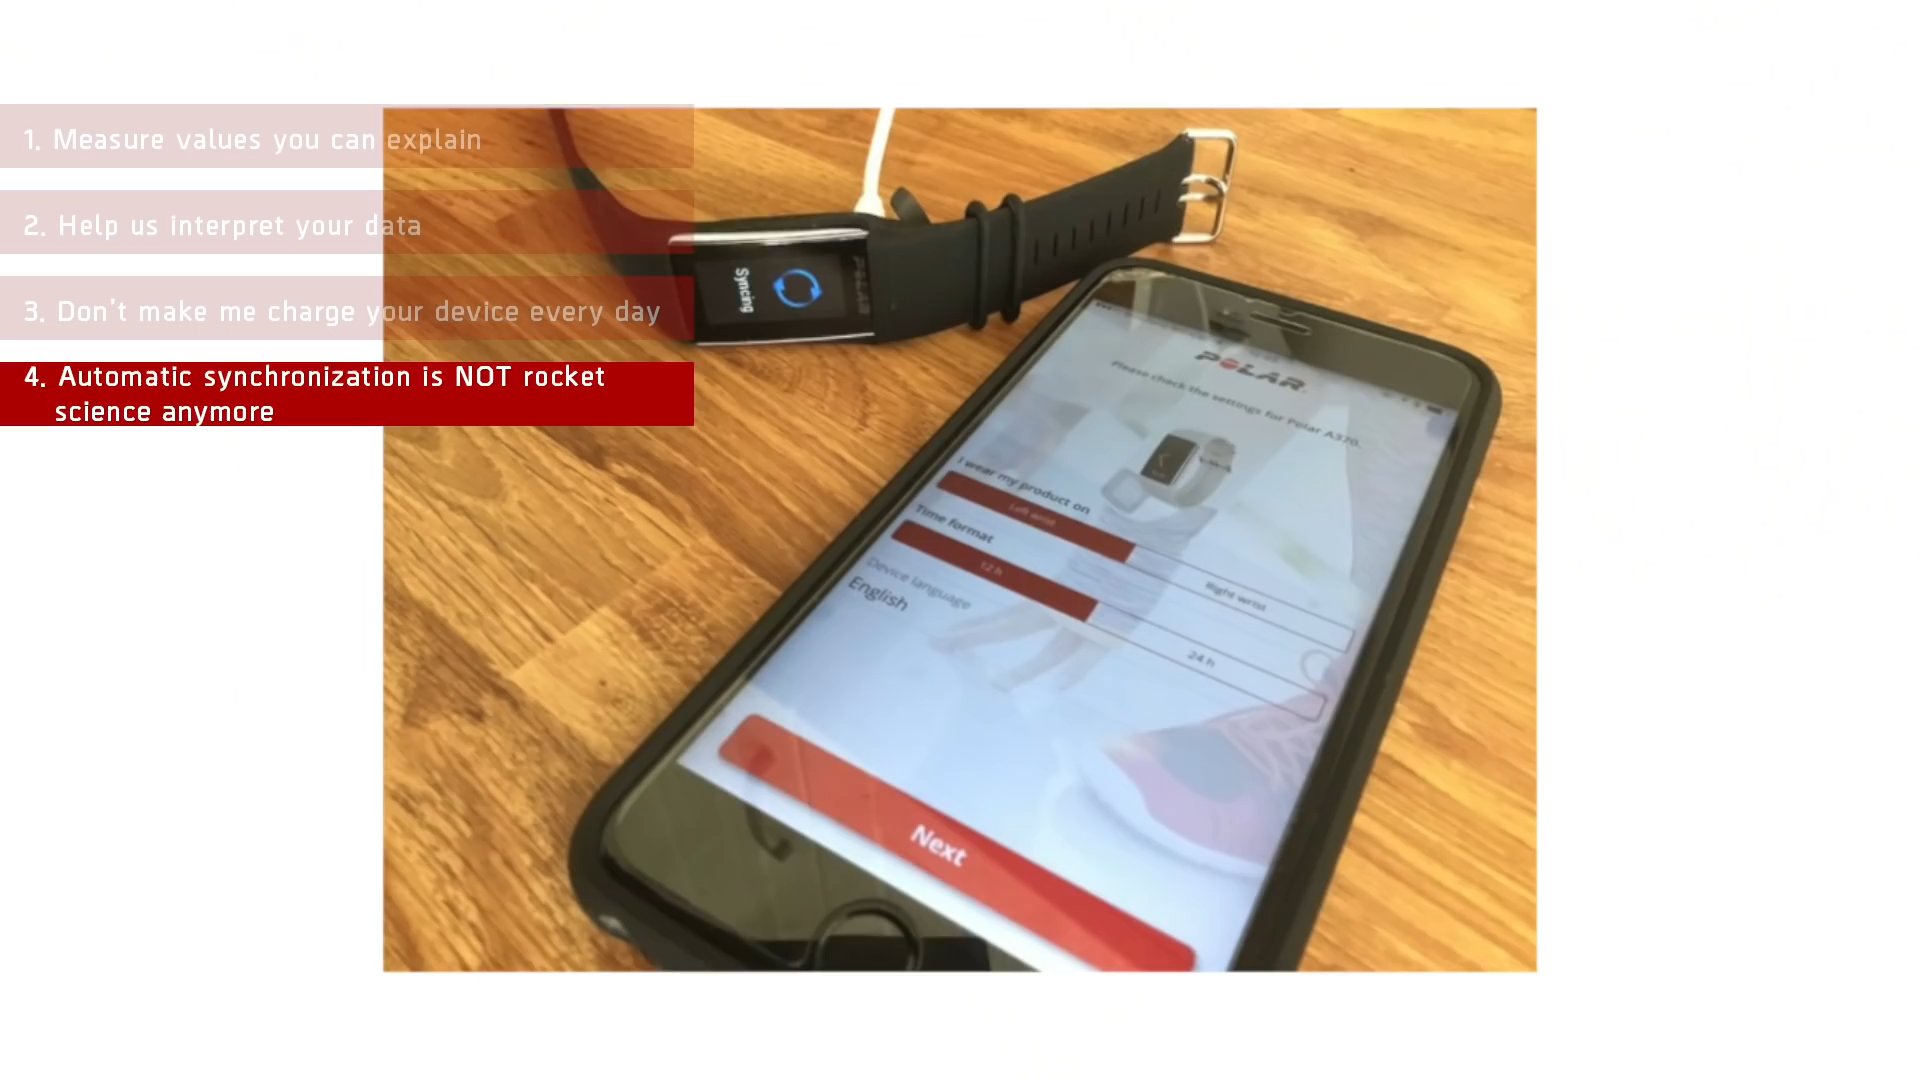 1. Measure values you can explain
2. Help us interpret your data
3. Don't make me charge your device every day
4. Automatic synchronization is NOT rocket
science anymore
Syncing
POLAR
POLAR
Please check the settings for Polar A370.
I wear my product on
Left wrist
Right wrist
Time format
12 h
24 h
Device language
English
Next